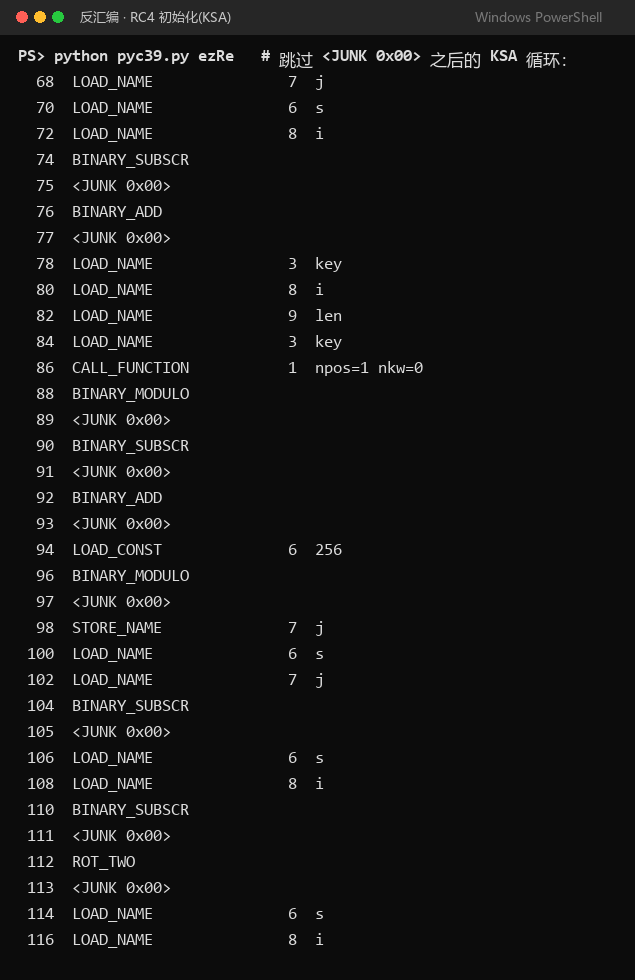 反汇编 · RC4 初始化(KSA)
Windows PowerShell
PS> python pyc39.py ezRe   # 跳过 <JUNK 0x00> 之后的 KSA 循环:
68  LOAD_NAME               7  j
70  LOAD_NAME               6  s
72  LOAD_NAME               8  i
74  BINARY_SUBSCR
75  <JUNK 0x00>
76  BINARY_ADD
77  <JUNK 0x00>
78  LOAD_NAME               3  key
80  LOAD_NAME               8  i
82  LOAD_NAME               9  len
84  LOAD_NAME               3  key
86  CALL_FUNCTION           1  npos=1 nkw=0
88  BINARY_MODULO
89  <JUNK 0x00>
90  BINARY_SUBSCR
91  <JUNK 0x00>
92  BINARY_ADD
93  <JUNK 0x00>
94  LOAD_CONST              6  256
96  BINARY_MODULO
97  <JUNK 0x00>
98  STORE_NAME              7  j
100  LOAD_NAME               6  s
102  LOAD_NAME               7  j
104  BINARY_SUBSCR
105  <JUNK 0x00>
106  LOAD_NAME               6  s
108  LOAD_NAME               8  i
110  BINARY_SUBSCR
111  <JUNK 0x00>
112  ROT_TWO
113  <JUNK 0x00>
114  LOAD_NAME               6  s
116  LOAD_NAME               8  i